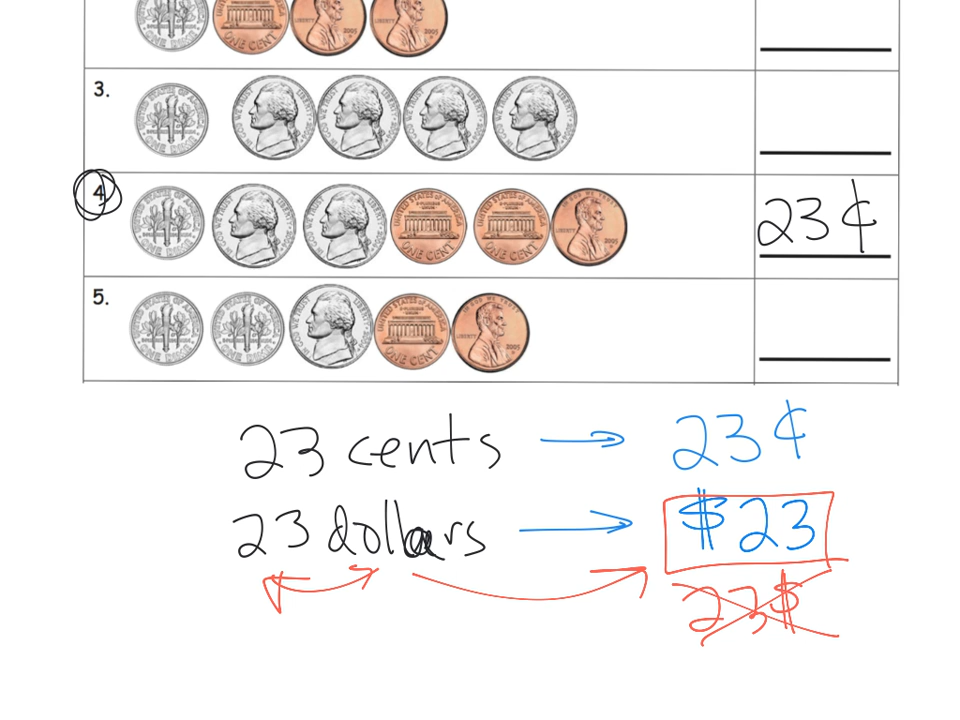 3.
4. 23¢
5.
23 cents → 23¢
23 dollars → $23
23$